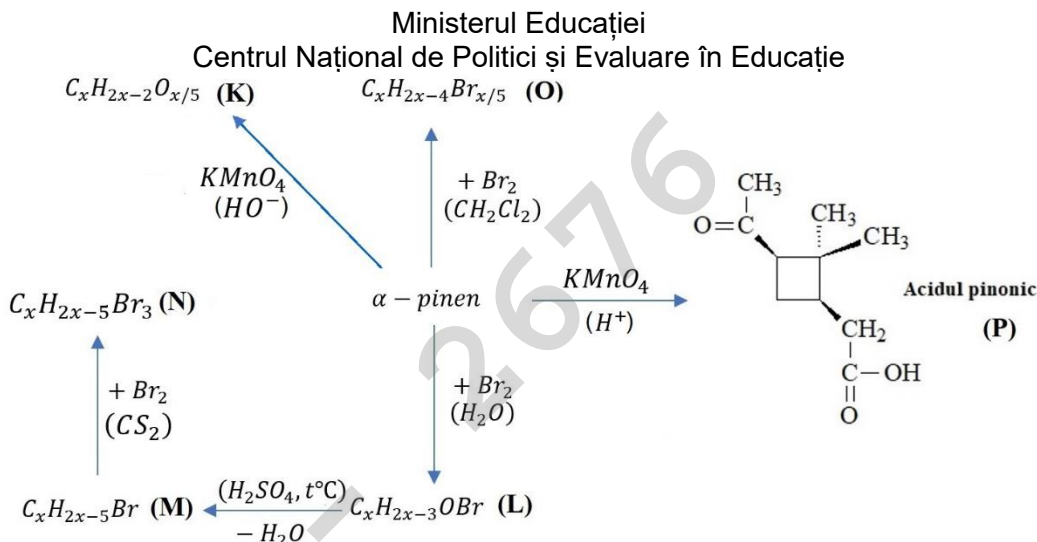 Ministerul Educației
Centrul Național de Politici și Evaluare în Educație
CₓH₂ₓ₋₂Oₓ/₅ (K)
CₓH₂ₓ₋₄Brₓ/₅ (O)
KMnO₄
(HO⁻)
+ Br₂
(CH₂Cl₂)
CH₃
O=C
CH₃
CH₃
CₓH₂ₓ₋₅Br₃ (N)
α − pinen
KMnO₄
(H⁺)
Acidul pinonic
(P)
CH₂
C−OH
O
+ Br₂
(CS₂)
+ Br₂
(H₂O)
CₓH₂ₓ₋₅Br (M)
(H₂SO₄, t°C)
− H₂O
CₓH₂ₓ₋₃OBr (L)
2676